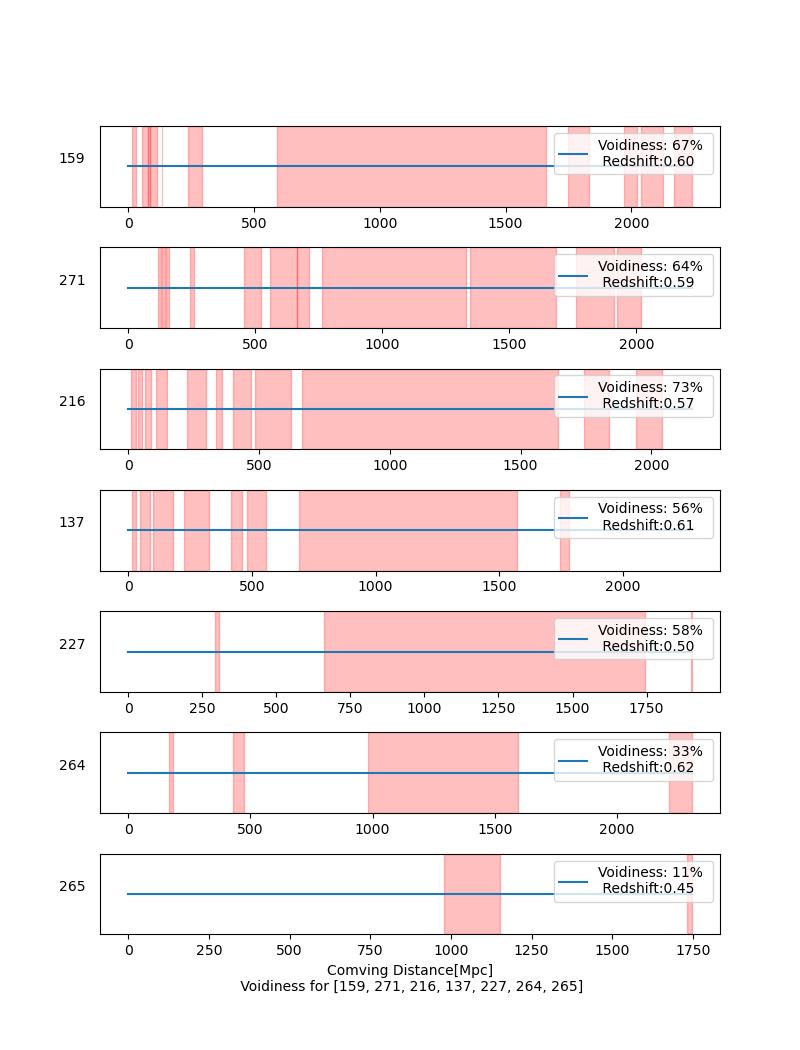 159
Voidiness: 67%
Redshift:0.60
0 500 1000 1500 2000
271
Voidiness: 64%
Redshift:0.59
0 500 1000 1500 2000
216
Voidiness: 73%
Redshift:0.57
0 500 1000 1500 2000
137
Voidiness: 56%
Redshift:0.61
0 500 1000 1500 2000
227
Voidiness: 58%
Redshift:0.50
0 250 500 750 1000 1250 1500 1750
264
Voidiness: 33%
Redshift:0.62
0 500 1000 1500 2000
265
Voidiness: 11%
Redshift:0.45
0 250 500 750 1000 1250 1500 1750
Comving Distance[Mpc]
Voidiness for [159, 271, 216, 137, 227, 264, 265]